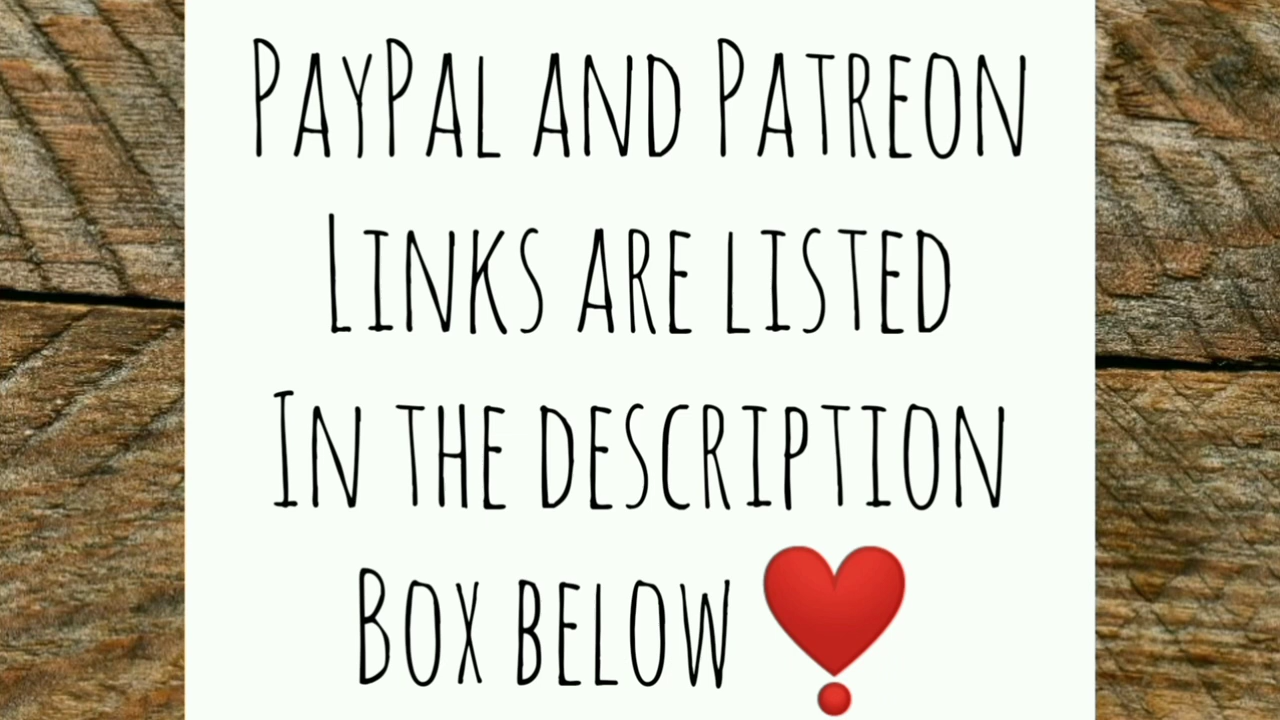 PayPal and Patreon
Links are listed
In the description
Box below ❣